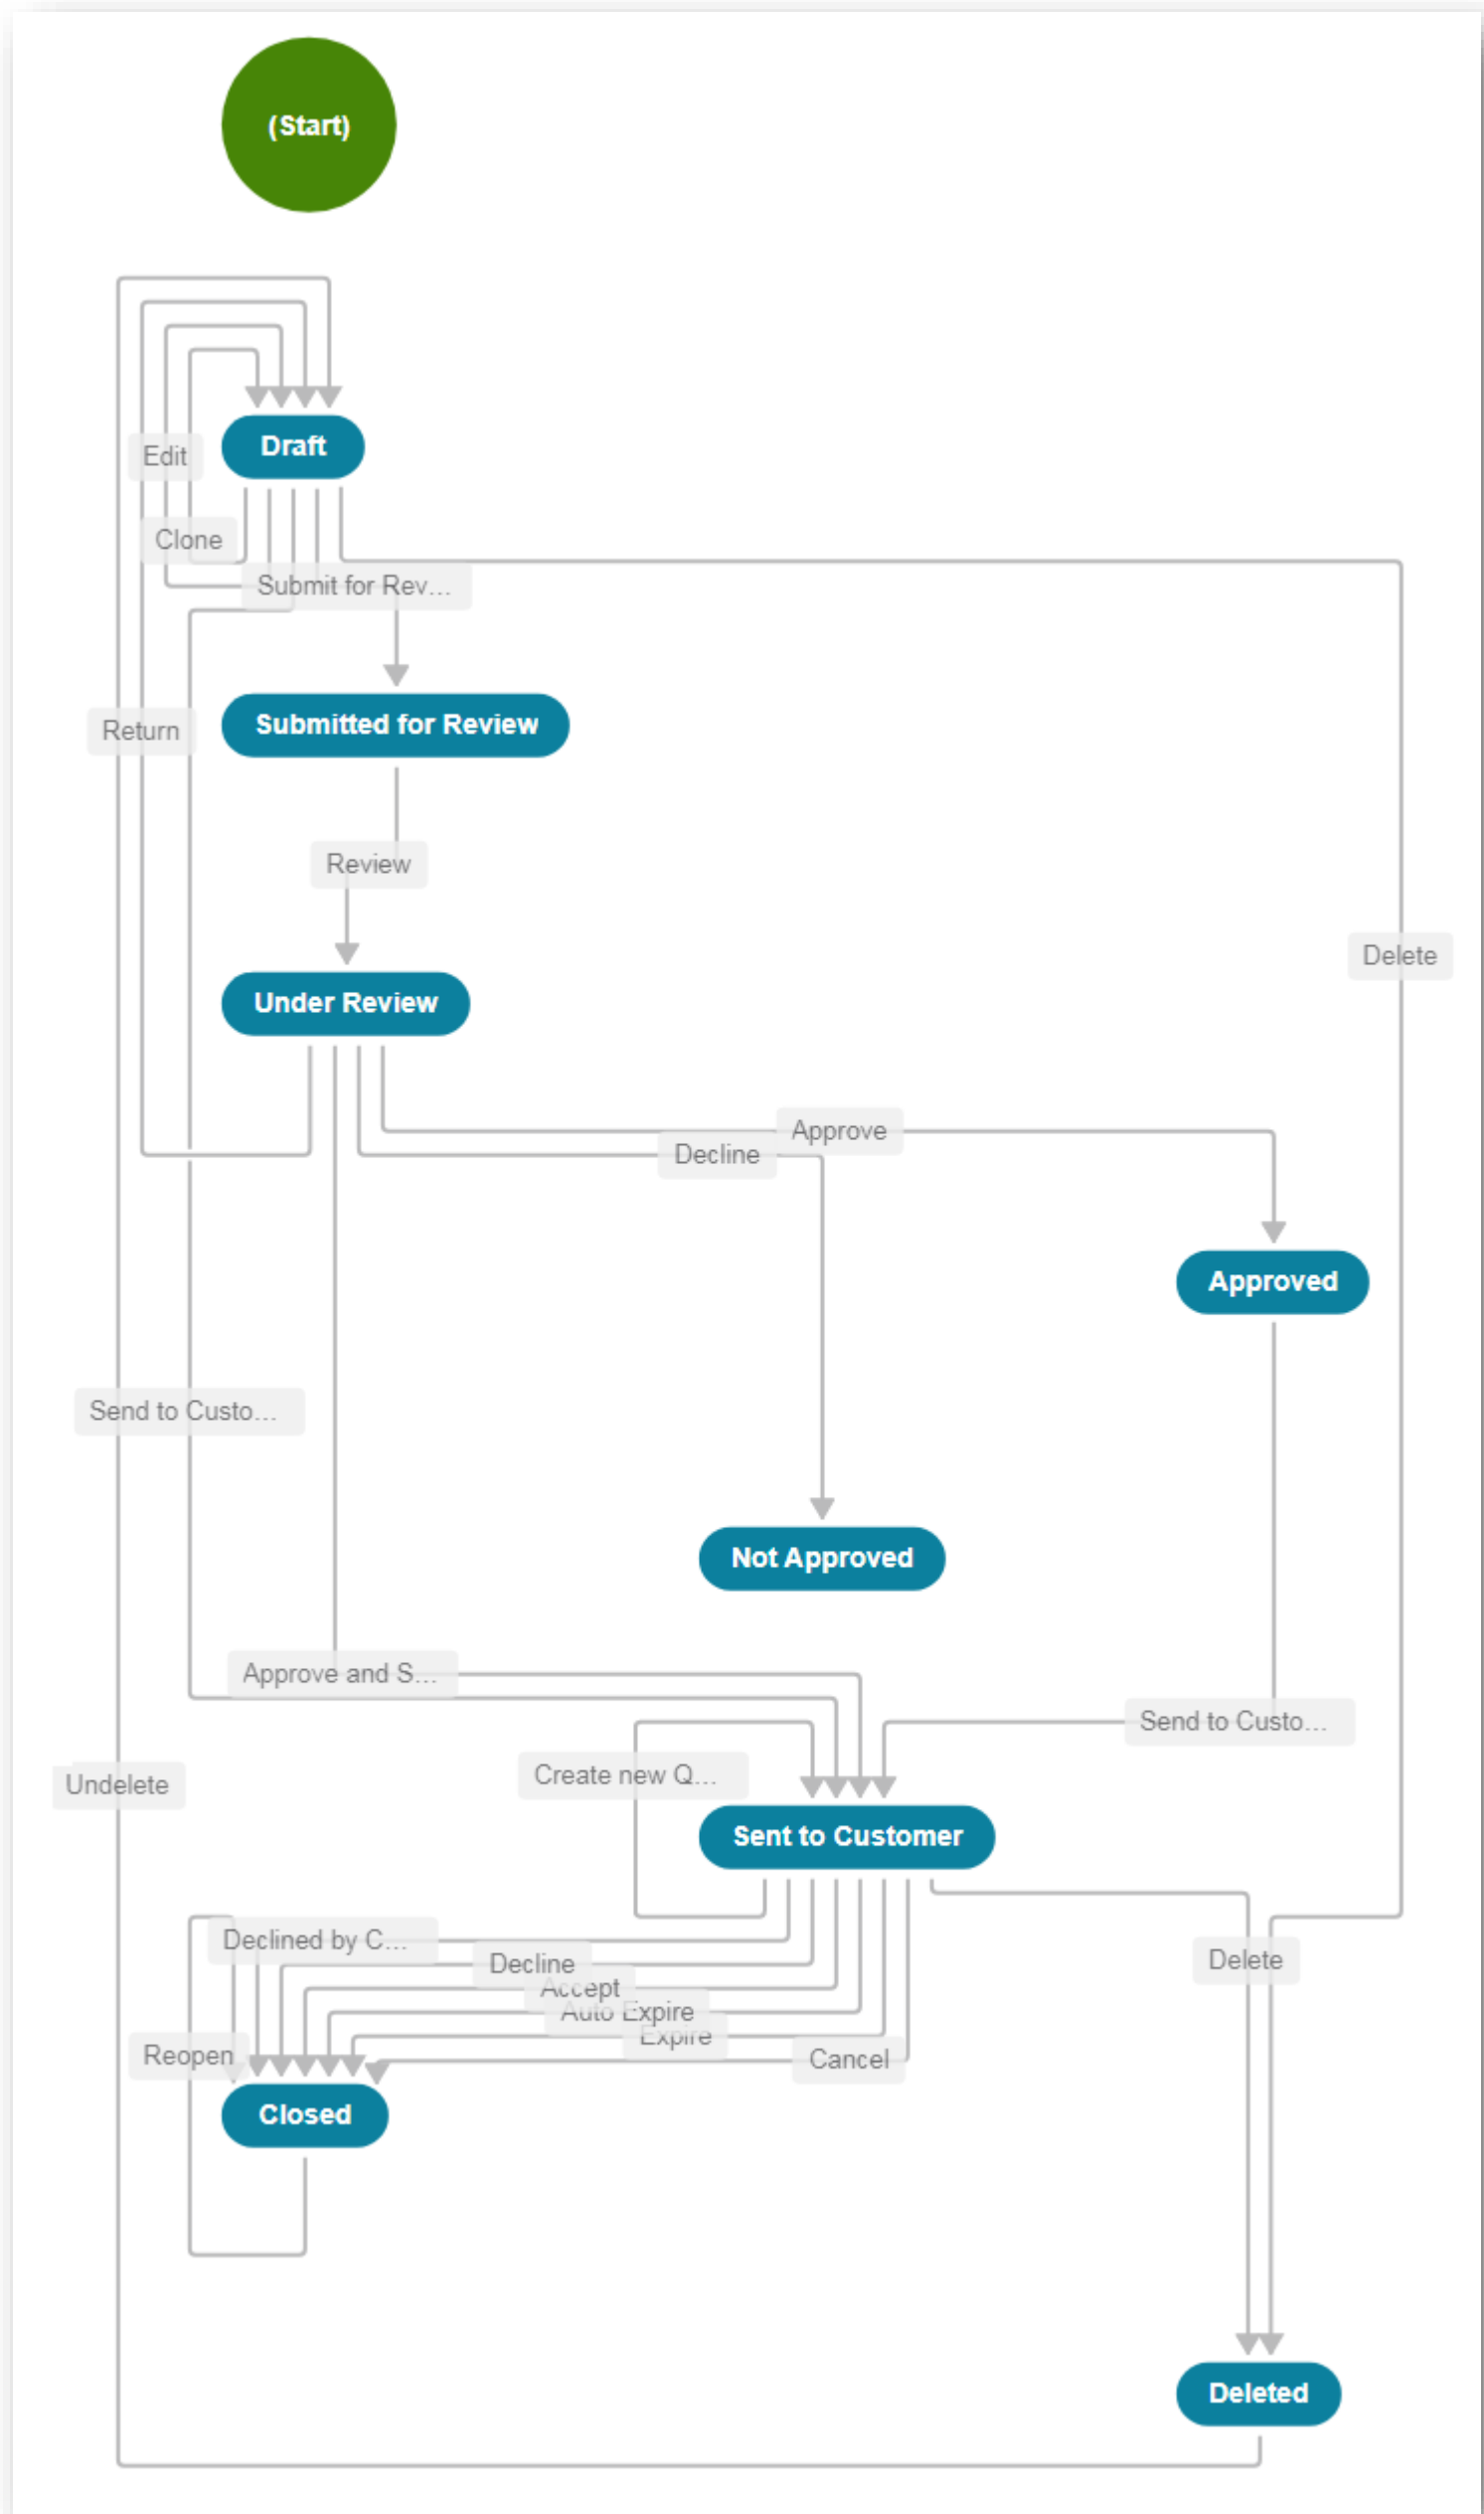 (Start)
Draft
Edit
Clone
Submit for Rev...
Submitted for Review
Return
Review
Delete
Under Review
Approve
Decline
Approved
Send to Custo...
Not Approved
Approve and S...
Send to Custo...
Create new Q...
Undelete
Sent to Customer
Declined by C...
Decline
Delete
Accept
Auto Expire
Expire
Reopen
Cancel
Closed
Deleted